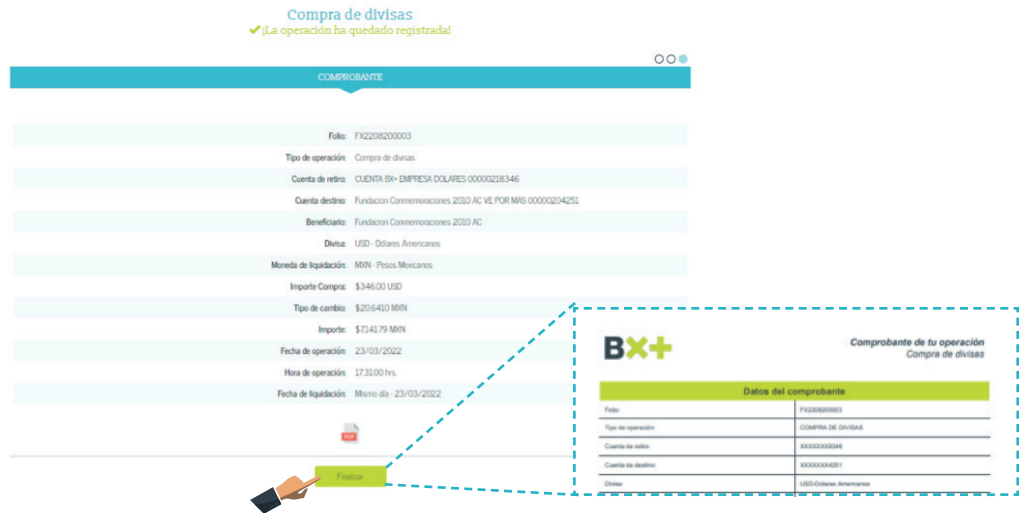 Compra de divisas
¡La operación ha quedado registrada!
COMPROBANTE
Folio: FX2208200003
Tipo de operación: Compra de divisas
Cuenta de retiro: CUENTA BX+ EMPRESA DOLARES 00000218346
Cuenta destino: Fundacion Conmemoraciones 2010 AC VE POR MAS 00000204251
Beneficiario: Fundacion Conmemoraciones 2010 AC
Divisa: USD - Dólares Americanos
Moneda de liquidación: MXN - Pesos Mexicanos
Importe Compra: $346.00 USD
Tipo de cambio: $20.6410 MXN
Importe: $7,141.79 MXN
Fecha de operación: 23/03/2022
Hora de operación: 17:31:00 hrs.
Fecha de liquidación: Mismo día - 23/03/2022
PDF
Finalizar
BX+
Comprobante de tu operación
Compra de divisas
Datos del comprobante
Folio: FX2208200003
Tipo de operación: COMPRA DE DIVISAS
Cuenta de retiro: XXXXXXX8346
Cuenta de destino: XXXXXXX4251
Divisa: USD-Dólares Americanos